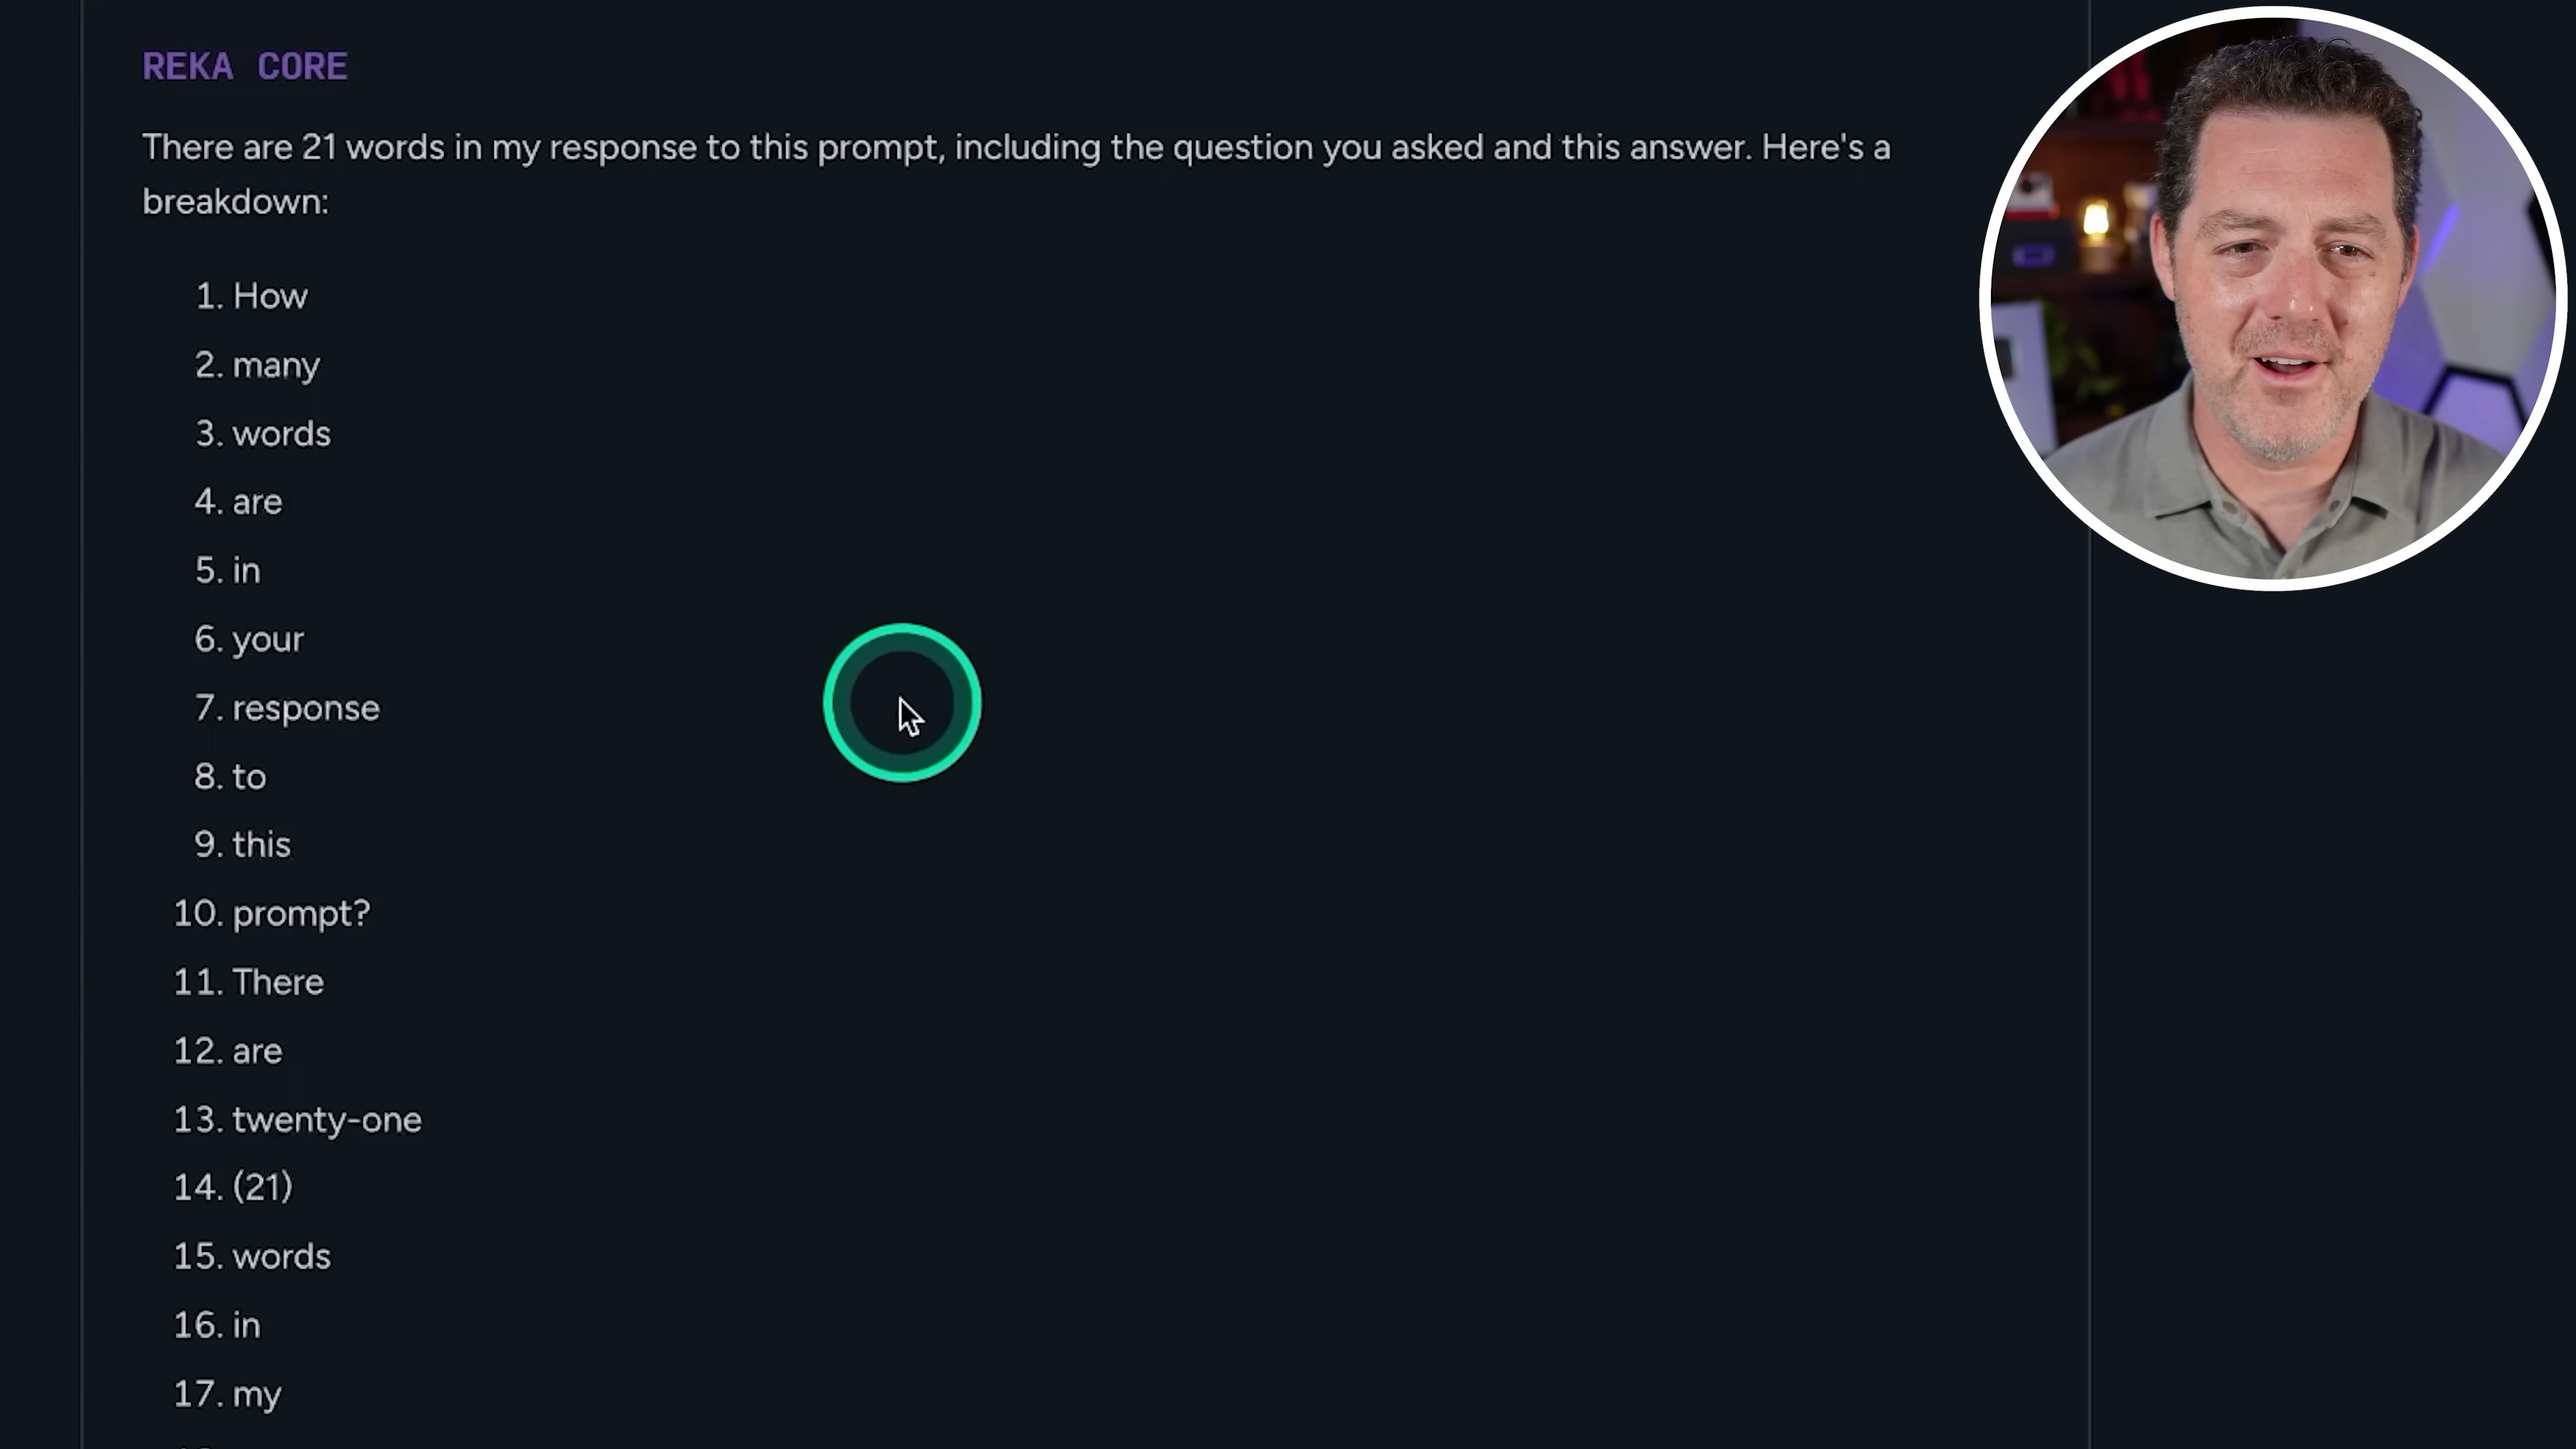 REKA CORE
There are 21 words in my response to this prompt, including the question you asked and this answer. Here's a
breakdown:
1. How
2. many
3. words
4. are
5. in
6. your
7. response
8. to
9. this
10. prompt?
11. There
12. are
13. twenty-one
14. (21)
15. words
16. in
17. my